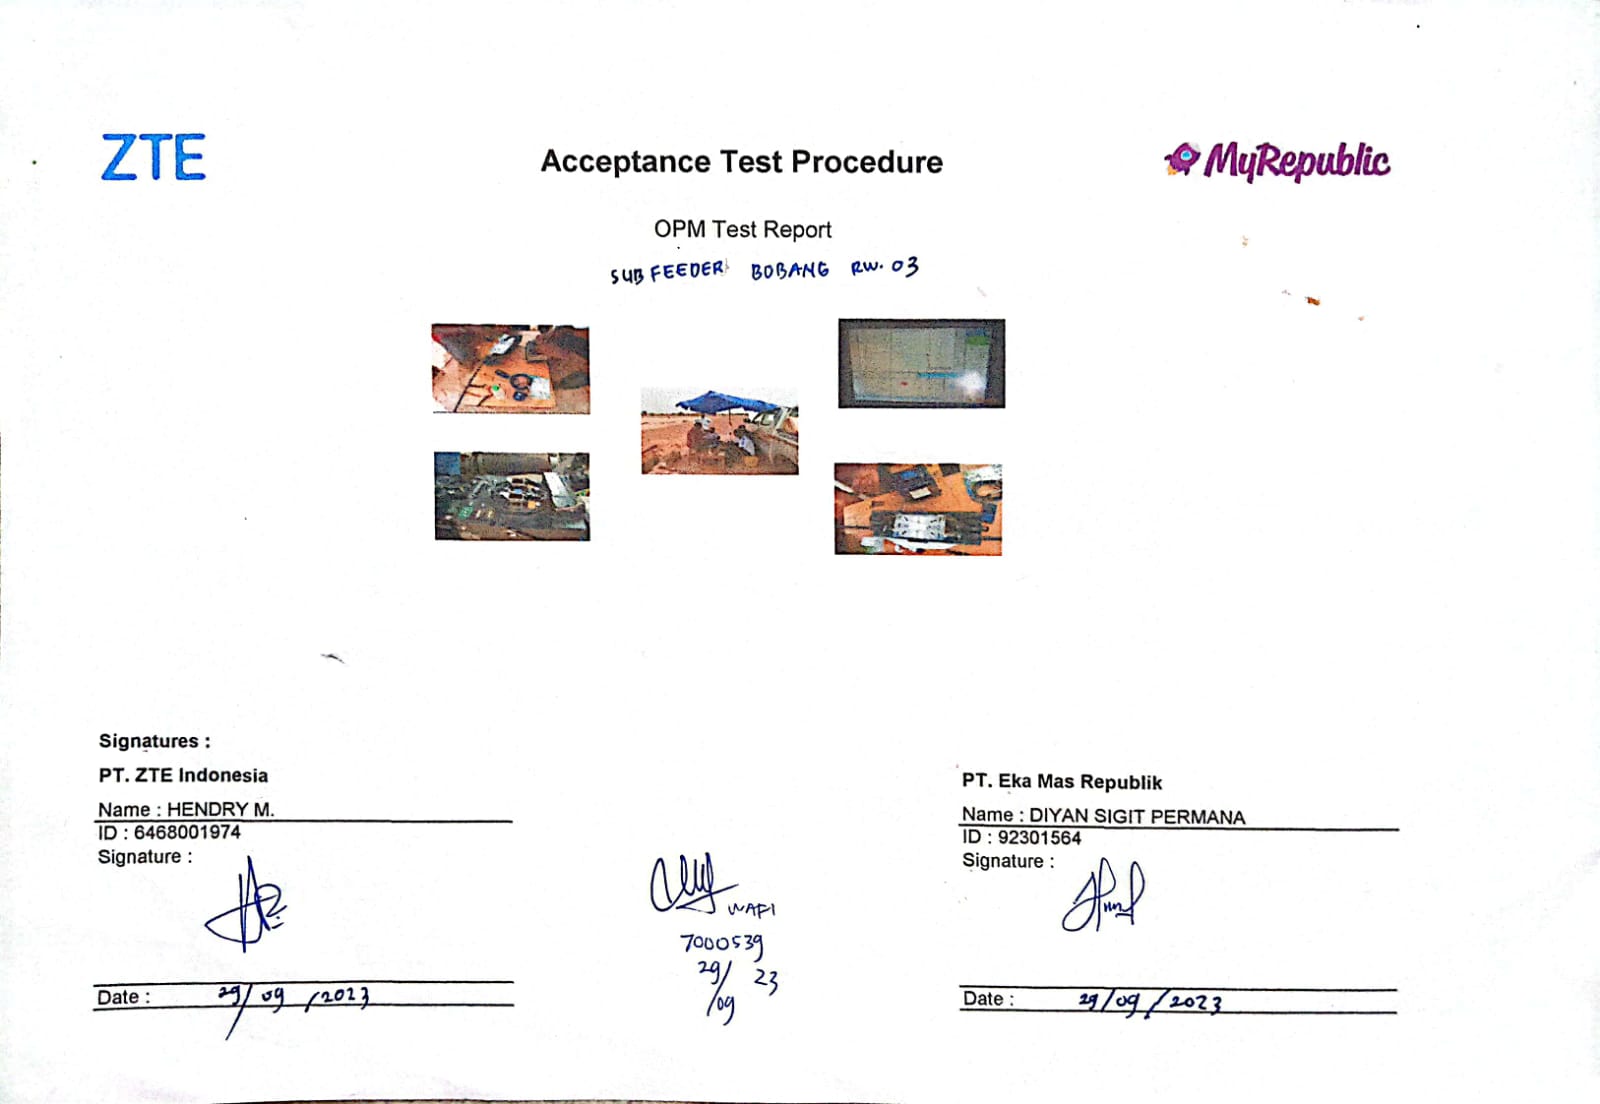 ZTE
Acceptance Test Procedure
MyRepublic
OPM Test Report
SUB FEEDER BOBANG RW. 03
Signatures :
PT. ZTE Indonesia
Name : HENDRY M.
ID : 6468001974
Signature :
Date : 29/09/2023
WAFI
7000539
29/09 23
PT. Eka Mas Republik
Name : DIYAN SIGIT PERMANA
ID : 92301564
Signature :
Date : 29/09/2023